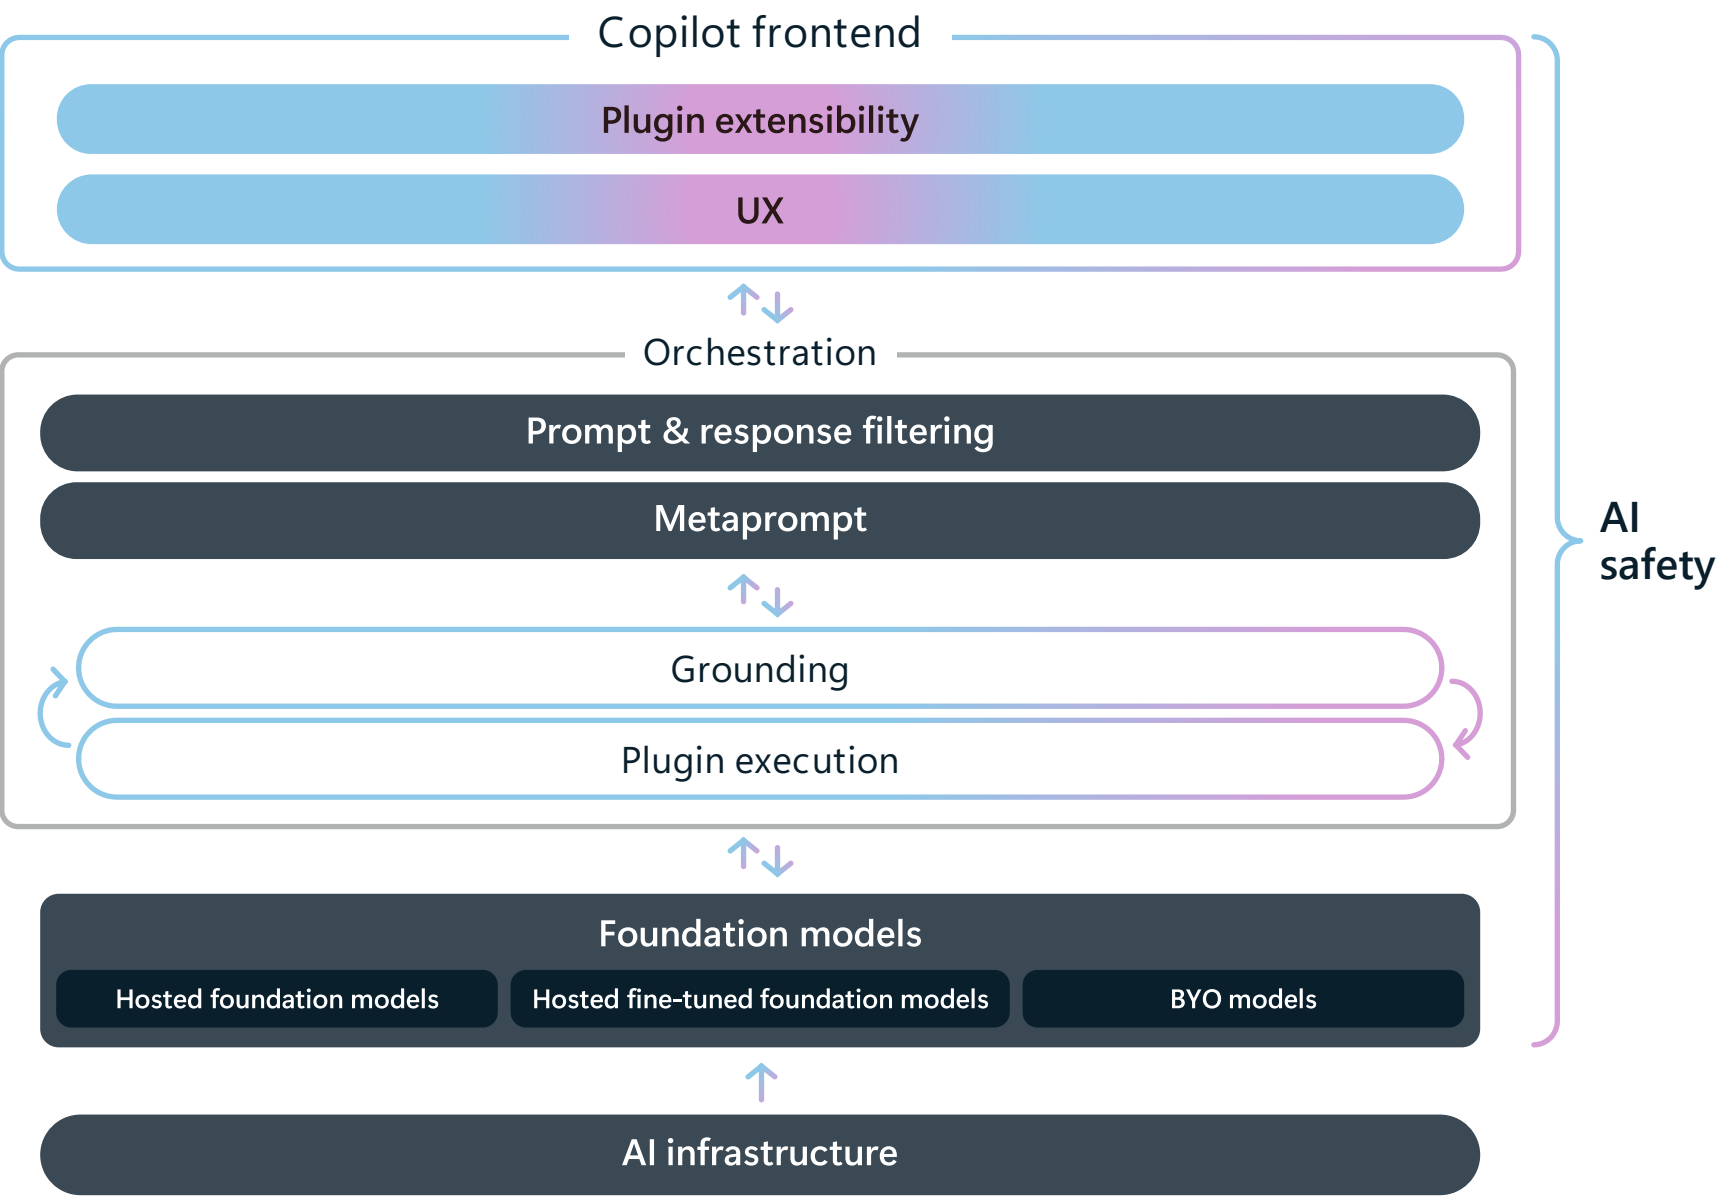 Copilot frontend
Plugin extensibility
UX
Orchestration
Prompt & response filtering
Metaprompt
Grounding
Plugin execution
Foundation models
Hosted foundation models
Hosted fine-tuned foundation models
BYO models
AI infrastructure
AI
safety